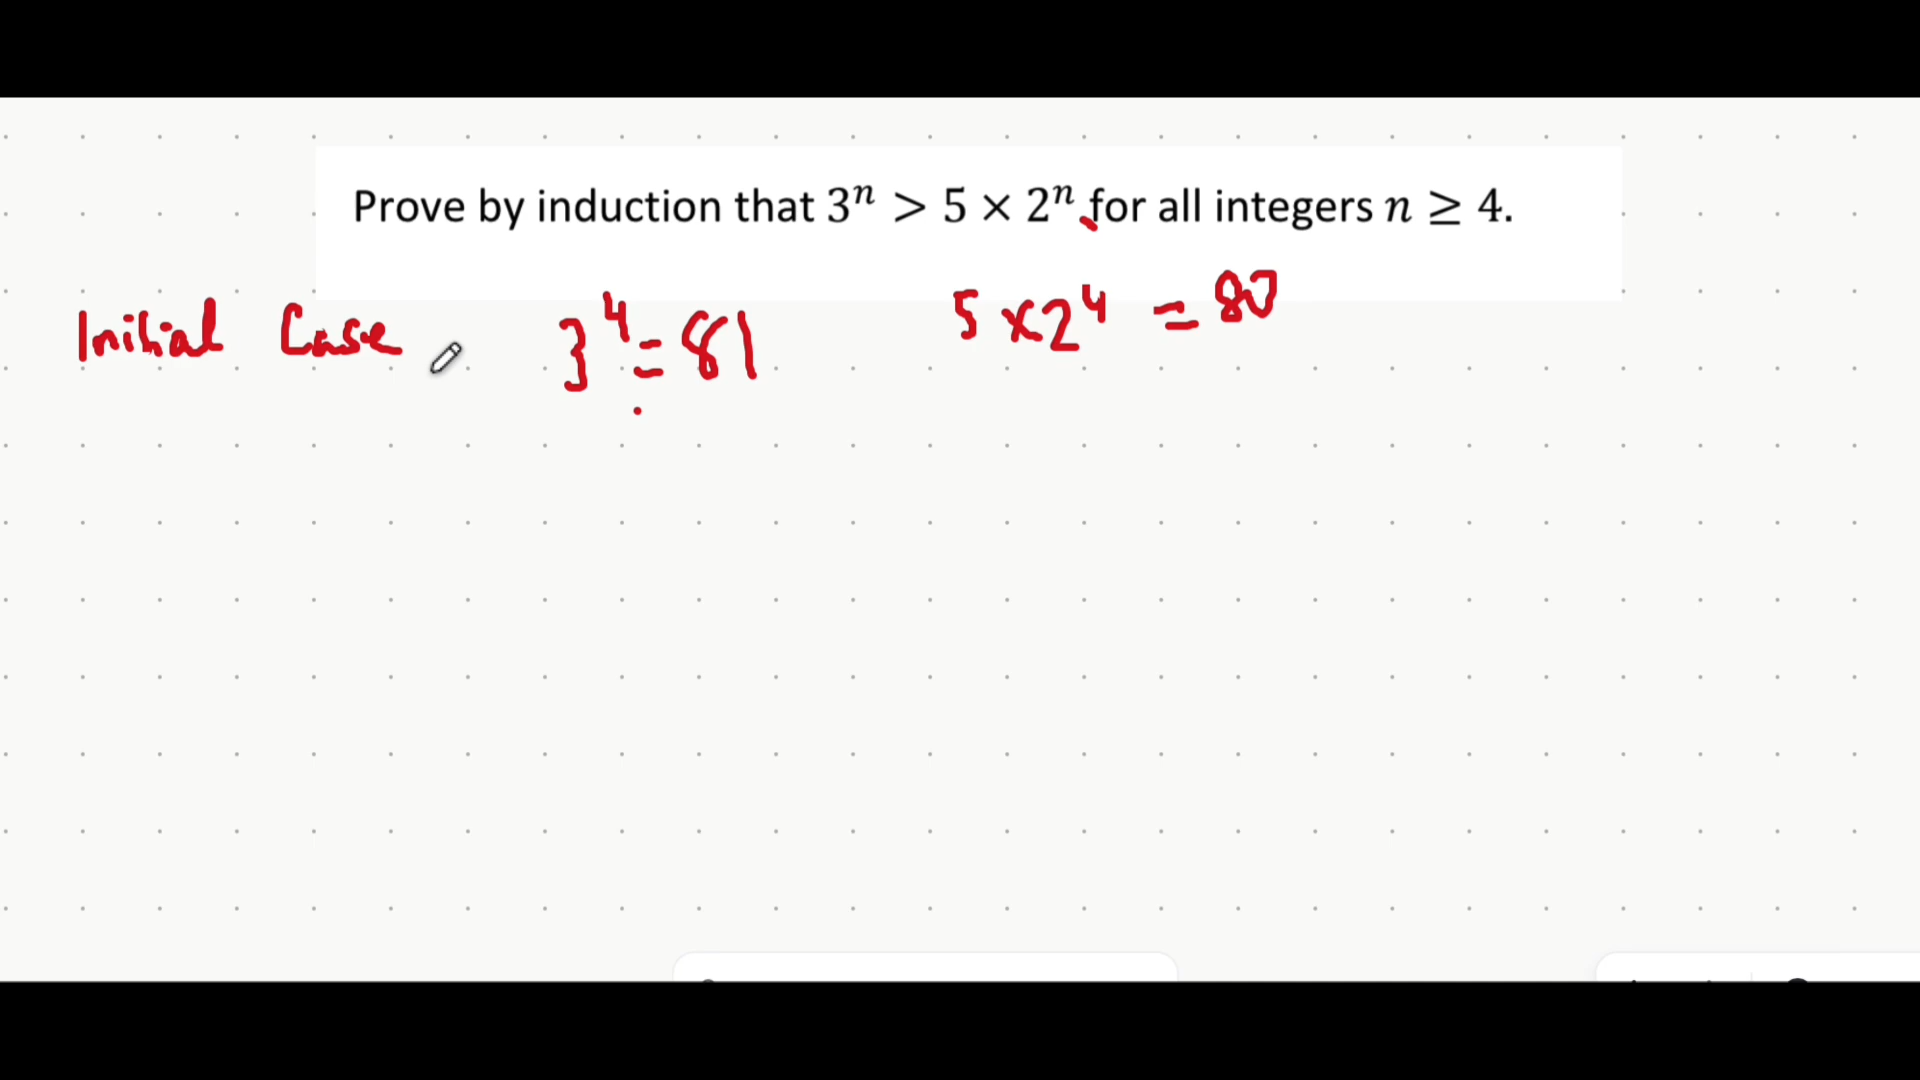 Prove by induction that 3ⁿ > 5 × 2ⁿ for all integers n ≥ 4.
Initial Case 3⁴ = 81 5 × 2⁴ = 80